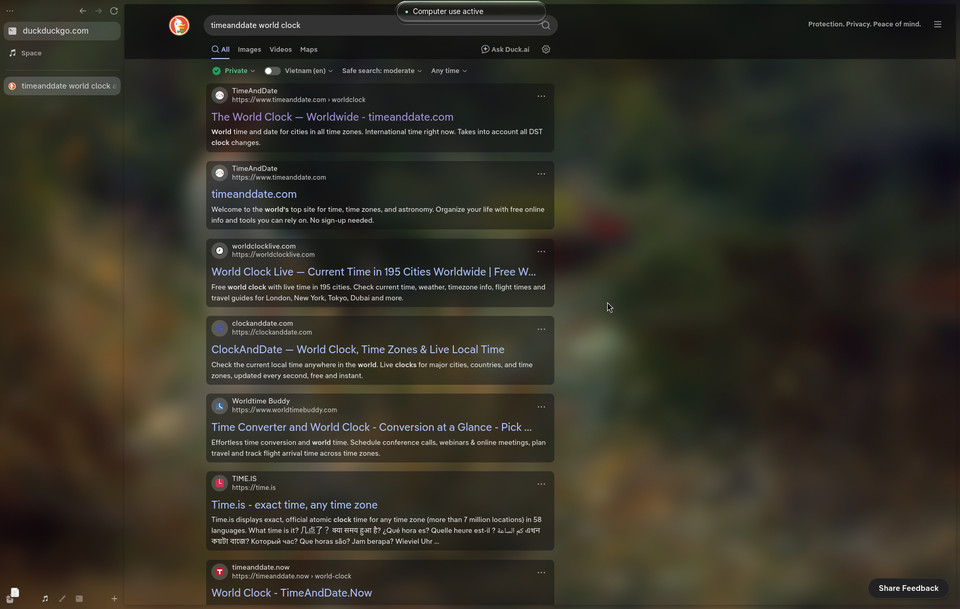 Computer use active
duckduckgo.com
Space
timeanddate world clock
timeanddate world clock
Protection. Privacy. Peace of mind.
All Images Videos Maps Ask Duck.ai
Private Vietnam (en) Safe search: moderate Any time
TimeAndDate
https://www.timeanddate.com › worldclock
The World Clock — Worldwide - timeanddate.com
World time and date for cities in all time zones. International time right now. Takes into account all DST
clock changes.
TimeAndDate
https://www.timeanddate.com
timeanddate.com
Welcome to the world's top site for time, time zones, and astronomy. Organize your life with free online
info and tools you can rely on. No sign-up needed.
worldclocklive.com
https://worldclocklive.com
World Clock Live — Current Time in 195 Cities Worldwide | Free W...
Free world clock with live time in 195 cities. Check current time, weather, timezone info, flight times and
travel guides for London, New York, Tokyo, Dubai and more.
clockanddate.com
https://clockanddate.com
ClockAndDate — World Clock, Time Zones & Live Local Time
Check the current local time anywhere in the world. Live clocks for major cities, countries, and time
zones, updated every second, free and instant.
Worldtime Buddy
https://www.worldtimebuddy.com
Time Converter and World Clock - Conversion at a Glance - Pick ...
Effortless time conversion and world time. Schedule conference calls, webinars & online meetings, plan
travel and track flight arrival time across time zones.
TIME.IS
https://time.is
Time.is - exact time, any time zone
Time.is displays exact, official atomic clock time for any time zone (more than 7 million locations) in 58
languages. What time is it? 几点了? क्या समय हुआ है? ¿Qué hora es? Quelle heure est-il ? كم الساعة؟ এখন
কয়টা বাজে? Который час? Que horas são? Jam berapa? Wieviel Uhr ...
timeanddate.now
https://timeanddate.now › world-clock
World Clock - TimeAndDate.Now
Share Feedback